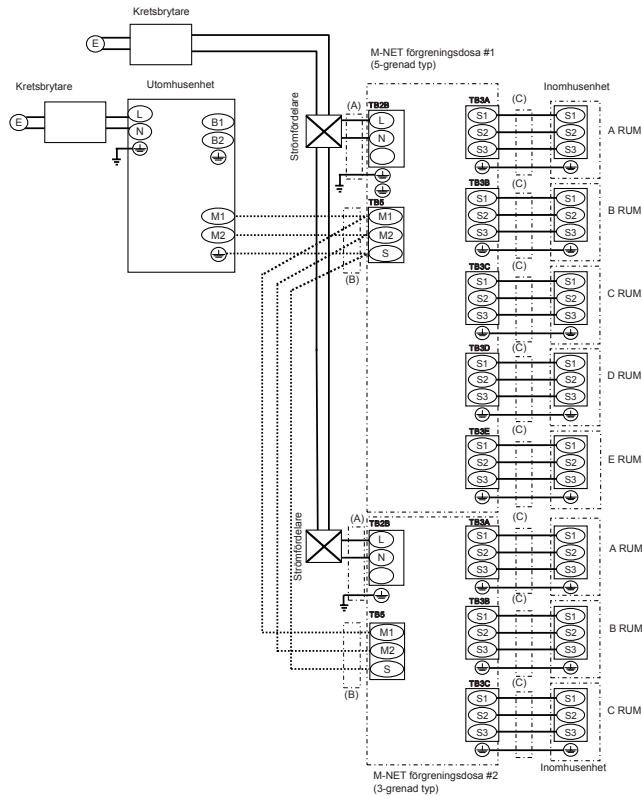 Kretsbrytare
E
Kretsbrytare
E
Utomhusenhet
L
N
B1
B2
M1
M2
Strömfördelare
M-NET förgreningsdosa #1
(5-grenad typ)
(A)
TB2B
L
N
TB5
M1
M2
S
(B)
Inomhusenhet
TB3A
(C)
S1
S2
S3
S1
S2
S3
A RUM
TB3B
(C)
S1
S2
S3
S1
S2
S3
B RUM
TB3C
(C)
S1
S2
S3
S1
S2
S3
C RUM
TB3D
(C)
S1
S2
S3
S1
S2
S3
D RUM
TB3E
(C)
S1
S2
S3
S1
S2
S3
E RUM
Strömfördelare
(A)
TB2B
L
N
TB5
M1
M2
S
(B)
TB3A
(C)
S1
S2
S3
S1
S2
S3
A RUM
TB3B
(C)
S1
S2
S3
S1
S2
S3
B RUM
TB3C
(C)
S1
S2
S3
S1
S2
S3
C RUM
Inomhusenhet
M-NET förgreningsdosa #2
(3-grenad typ)